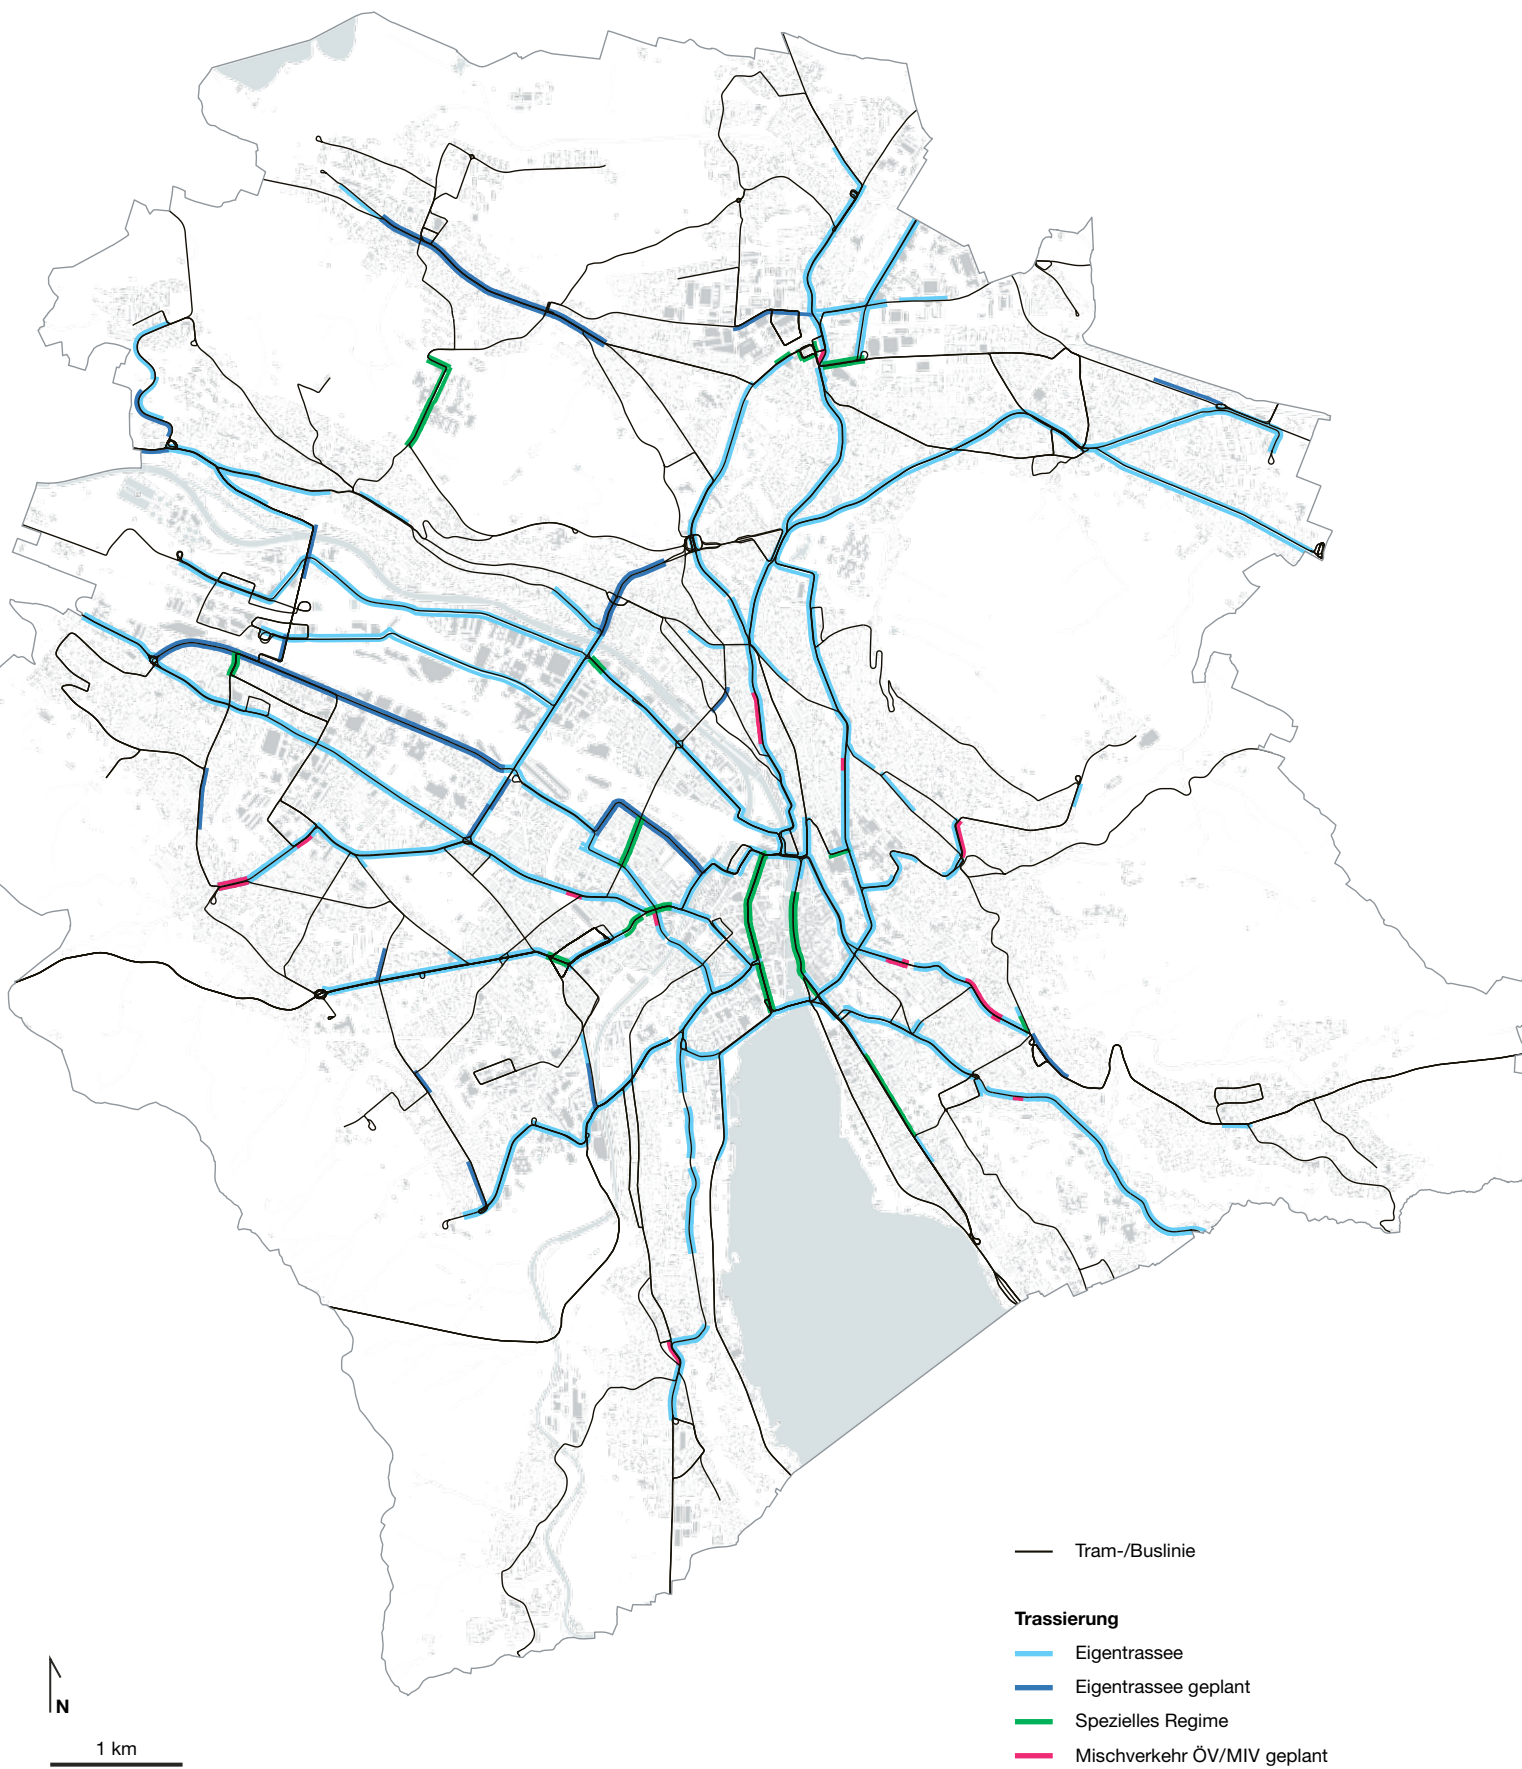 Tram-/Buslinie
Trassierung
Eigentrassee
Eigentrassee geplant
Spezielles Regime
Mischverkehr ÖV/MIV geplant
N
1 km